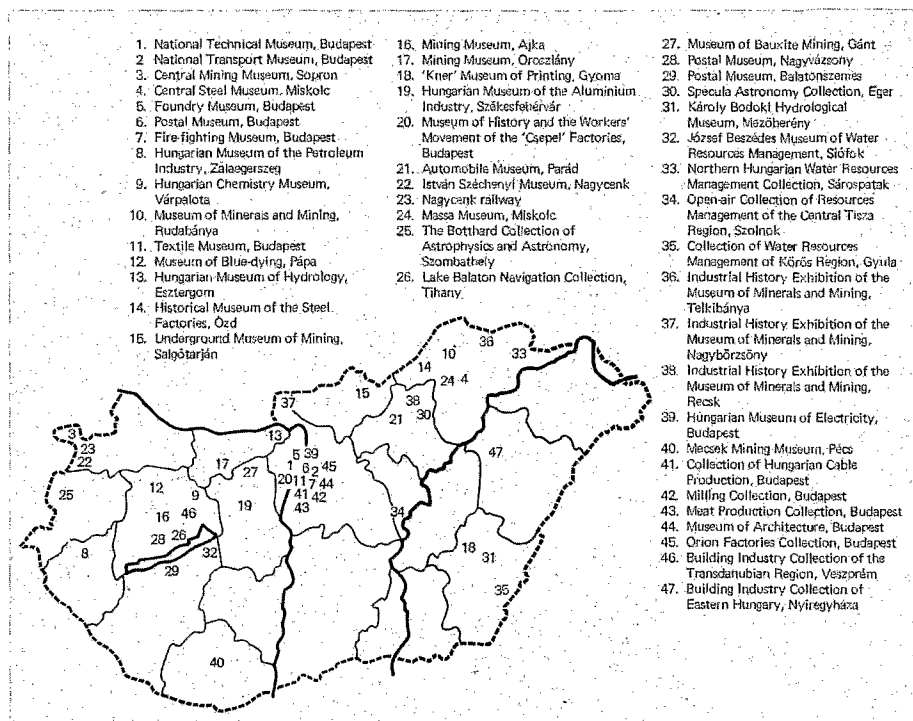 1. National Technical Museum, Budapest
2 National Transport Museum, Budapest
3. Central Mining Museum, Sopron
4. Central Steel Museum, Miskolc
5. Foundry Museum, Budapest
6. Postal Museum, Budapest
7. Fire-fighting Museum, Budapest
8 Hungarian Museum of the Petroleum
Industry, Zalaegerszeg
9. Hungarian Chemistry Museum,
Várpalota
10. Museum of Minerals and Mining,
Rudabánya
11. Textile Museum, Budapest
12. Museum of Blue-dying, Pápa
13. Hungarian Museum of Hydrology,
Esztergom
14. Historical Museum of the Steel
Factories, Ózd
15. Underground Museum of Mining,
Salgótarján
16. Mining Museum, Ajka
17. Mining Museum, Oroszlány
18. 'Kner' Museum of Printing, Gyoma
19. Hungarian Museum of the Aluminium
Industry, Székesfehérvár
20. Museum of History and the Workers'
Movement of the 'Csepel' Factories,
Budapest
21. Automobile Museum, Parád
22. István Széchenyi Museum, Nagycenk
23. Nagycenk railway
24. Massa Museum, Miskolc
25. The Botthard Collection of
Astrophysics and Astronomy,
Szombathely
26. Lake Balaton Navigation Collection,
Tihany
27. Museum of Bauxite Mining, Gánt
28. Postal Museum, Nagyvázsony
29. Postal Museum, Balatonszemes
30. Specula Astronomy Collection, Eger
31. Károly Bodoki Hydrological
Museum, Mezőberény
32. József Beszédes Museum of Water
Resources Management, Siófok
33. Northern Hungarian Water Resources
Management Collection, Sárospatak
34. Open-air Collection of Resources
Management of the Central Tisza
Region, Szolnok
35. Collection of Water Resources
Management of Körös Region, Gyula
36. Industrial History Exhibition of the
Museum of Minerals and Mining,
Telkibánya
37. Industrial History Exhibition of the
Museum of Minerals and Mining,
Nagybörzsöny
38. Industrial History Exhibition of the
Museum of Minerals and Mining,
Recsk
39. Hungarian Museum of Electricity,
Budapest
40. Mecsek Mining Museum, Pécs
41. Collection of Hungarian Cable
Production, Budapest
42. Milling Collection, Budapest
43. Meat Production Collection, Budapest
44. Museum of Architecture, Budapest
45. Orion Factories Collection, Budapest
46. Building Industry Collection of the
Transdanubian Region, Veszprém
47. Building Industry Collection of
Eastern Hungary, Nyíregyháza
36
10 33
14
24 4
15 38
37
21 30
3 13
23 5 39
22 17 27 1 6 2 45 47
20 11 7 44
25 12 9 41 42
19 43
16 46 34
28 26
8 32 18 31
29
35
40